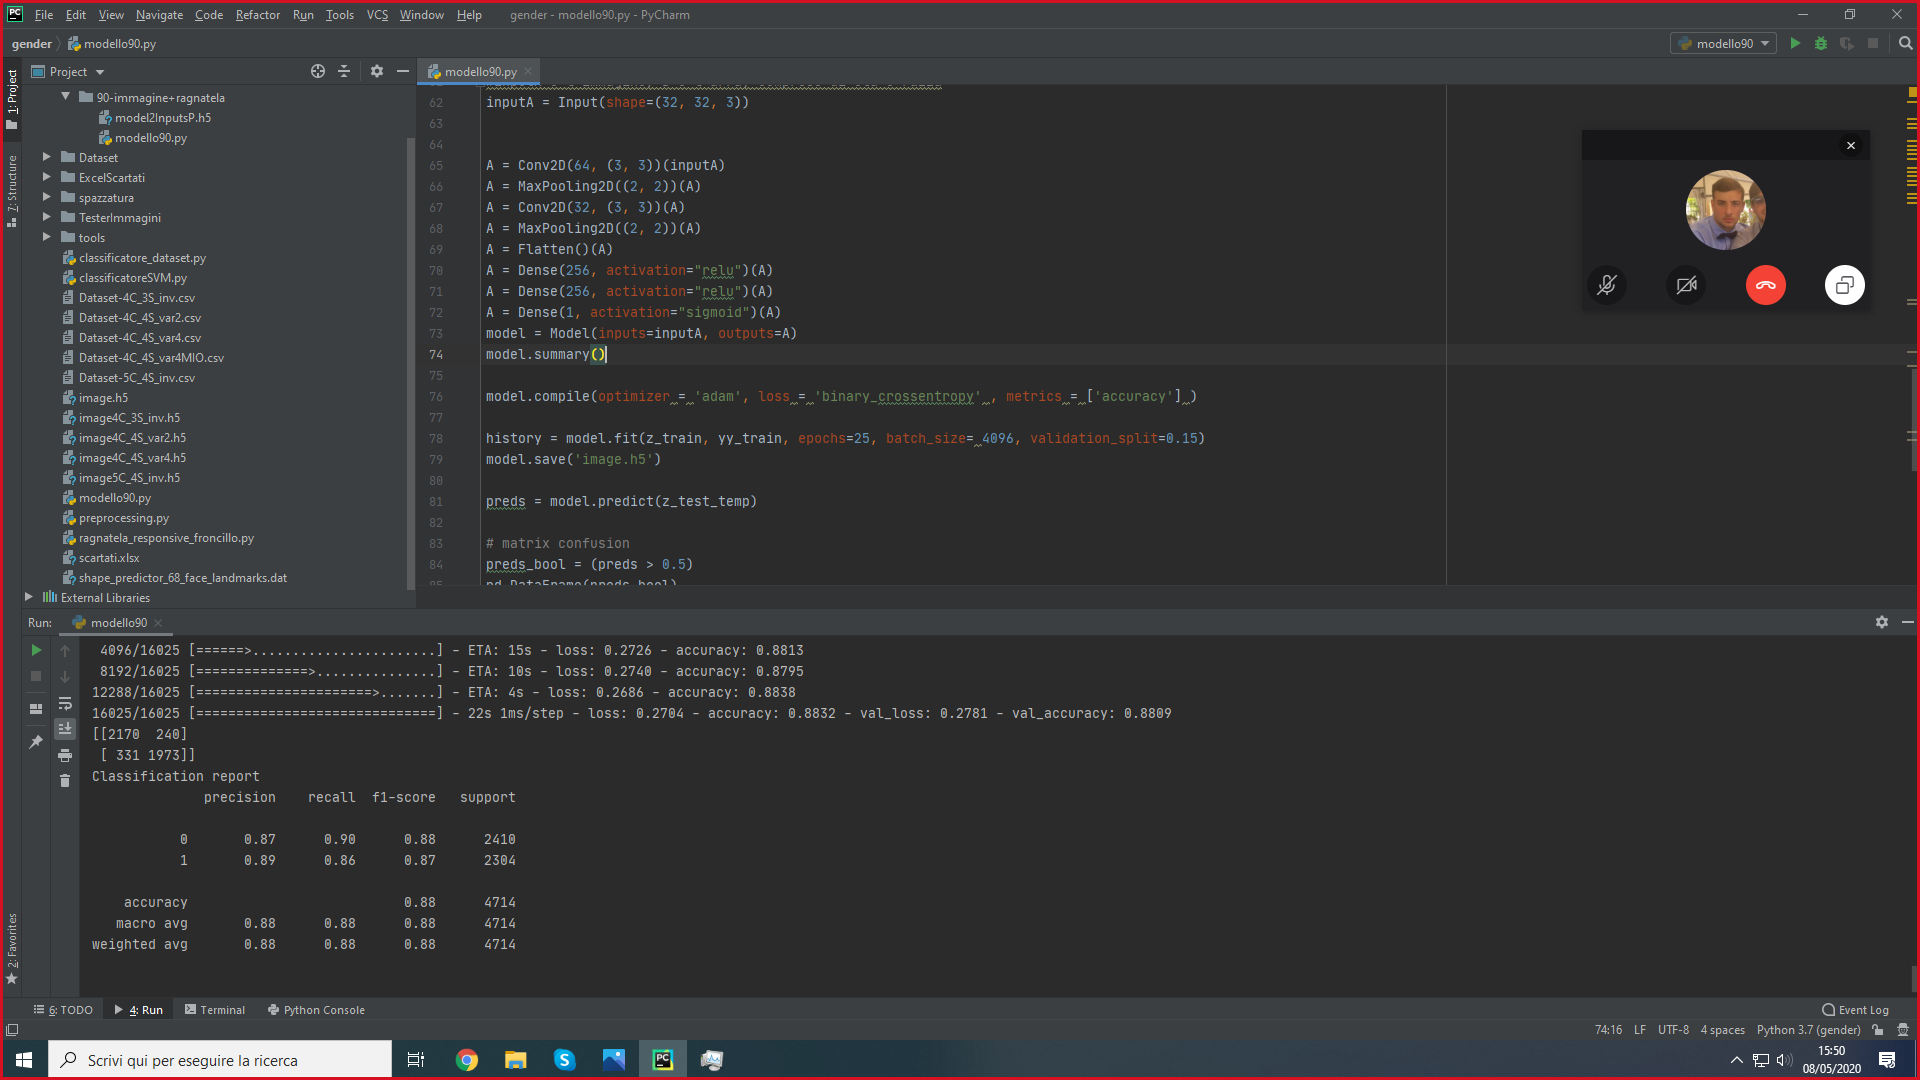 File Edit View Navigate Code Refactor Run Tools VCS Window Help gender - modello90.py - PyCharm
gender modello90.py modello90
Project modello90.py
1: Project
7: Structure
2: Favorites
90-immagine+ragnatela
model2InputsP.h5
modello90.py
Dataset
ExcelScartati
spazzatura
TesterImmagini
tools
classificatore_dataset.py
classificatoreSVM.py
Dataset-4C_3S_inv.csv
Dataset-4C_4S_var2.csv
Dataset-4C_4S_var4.csv
Dataset-4C_4S_var4MIO.csv
Dataset-5C_4S_inv.csv
image.h5
image4C_3S_inv.h5
image4C_4S_var2.h5
image4C_4S_var4.h5
image5C_4S_inv.h5
modello90.py
preprocessing.py
ragnatela_responsive_froncillo.py
scartati.xlsx
shape_predictor_68_face_landmarks.dat
External Libraries
62 inputA = Input(shape=(32, 32, 3))
63
64
65 A = Conv2D(64, (3, 3))(inputA)
66 A = MaxPooling2D((2, 2))(A)
67 A = Conv2D(32, (3, 3))(A)
68 A = MaxPooling2D((2, 2))(A)
69 A = Flatten()(A)
70 A = Dense(256, activation="relu")(A)
71 A = Dense(256, activation="relu")(A)
72 A = Dense(1, activation="sigmoid")(A)
73 model = Model(inputs=inputA, outputs=A)
74 model.summary()
75
76 model.compile(optimizer = 'adam', loss = 'binary_crossentropy' , metrics = ['accuracy'] )
77
78 history = model.fit(z_train, yy_train, epochs=25, batch_size= 4096, validation_split=0.15)
79 model.save('image.h5')
80
81 preds = model.predict(z_test_temp)
82
83 # matrix confusion
84 preds_bool = (preds > 0.5)
85 pd.DataFrame(preds_bool)
Run: modello90
4096/16025 [======>.......................] - ETA: 15s - loss: 0.2726 - accuracy: 0.8813
8192/16025 [==============>...............] - ETA: 10s - loss: 0.2740 - accuracy: 0.8795
12288/16025 [======================>.......] - ETA: 4s - loss: 0.2686 - accuracy: 0.8838
16025/16025 [==============================] - 22s 1ms/step - loss: 0.2704 - accuracy: 0.8832 - val_loss: 0.2781 - val_accuracy: 0.8809
[[2170 240]
[ 331 1973]]
Classification report
precision recall f1-score support
0 0.87 0.90 0.88 2410
1 0.89 0.86 0.87 2304
accuracy 0.88 4714
macro avg 0.88 0.88 0.88 4714
weighted avg 0.88 0.88 0.88 4714
6: TODO 4: Run Terminal Python Console Event Log
74:16 LF UTF-8 4 spaces Python 3.7 (gender)
Scrivi qui per eseguire la ricerca
15:50
08/05/2020